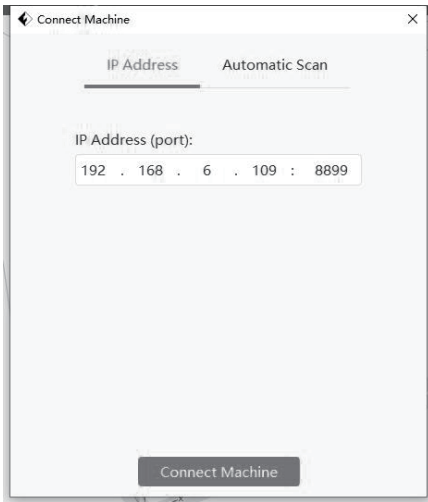 Connect Machine
IP Address Automatic Scan
IP Address (port):
192 . 168 . 6 . 109 : 8899
Connect Machine